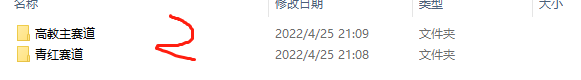 名称 修改日期 类型 大小
高教主赛道 2022/4/25 21:09 文件夹
青红赛道 2022/4/25 21:08 文件夹
2